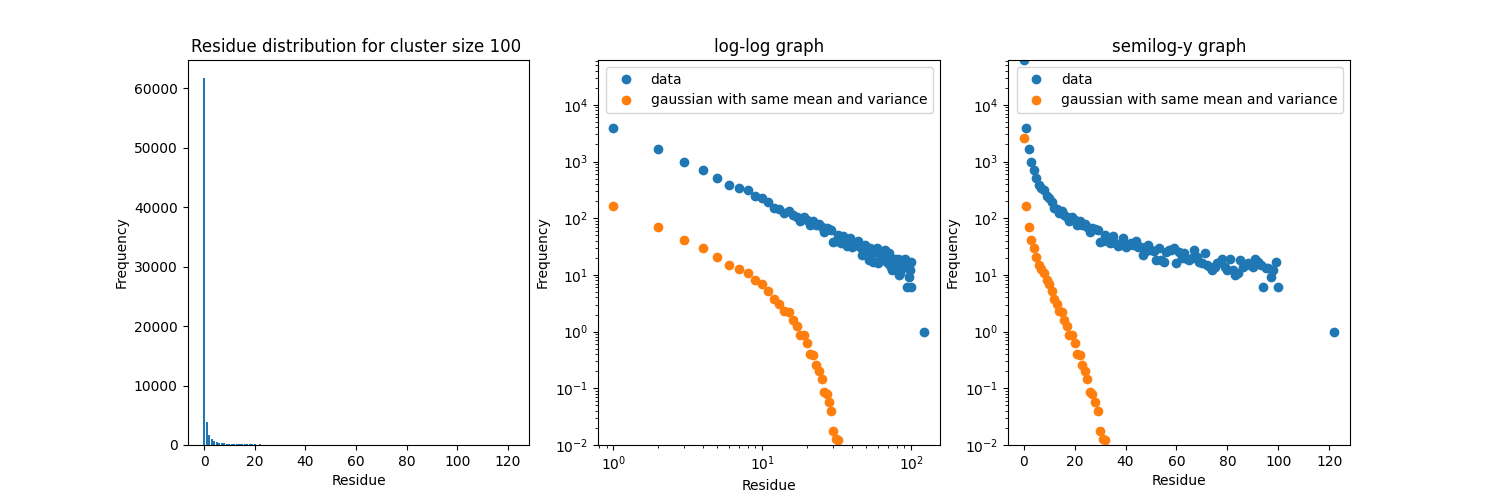 Residue distribution for cluster size 100
60000
50000
40000
30000
20000
10000
0
Frequency
0 20 40 60 80 100 120
Residue
log-log graph
data
gaussian with same mean and variance
10^4
10^3
10^2
10^1
10^0
10^-1
10^-2
Frequency
10^0 10^1 10^2
Residue
semilog-y graph
data
gaussian with same mean and variance
10^4
10^3
10^2
10^1
10^0
10^-1
10^-2
Frequency
0 20 40 60 80 100 120
Residue